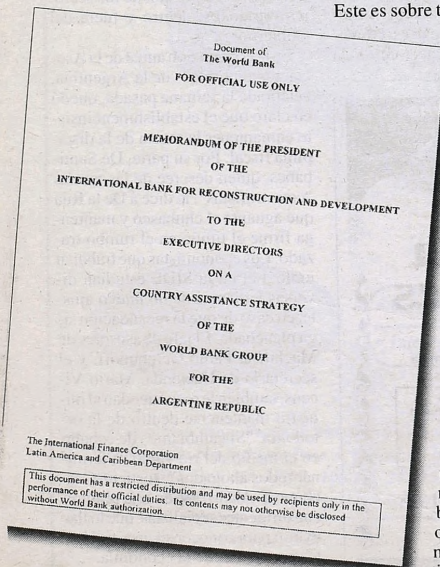 Este es sobre t
Document of
The World Bank
FOR OFFICIAL USE ONLY
MEMORANDUM OF THE PRESIDENT
OF THE
INTERNATIONAL BANK FOR RECONSTRUCTION AND DEVELOPMENT
TO THE
EXECUTIVE DIRECTORS
ON A
COUNTRY ASSISTANCE STRATEGY
OF THE
WORLD BANK GROUP
FOR THE
ARGENTINE REPUBLIC
The International Finance Corporation
Latin America and Caribbean Department
This document has a restricted distribution and may be used by recipients only in the
performance of their official duties. Its contents may not otherwise be disclosed
without World Bank authorization.